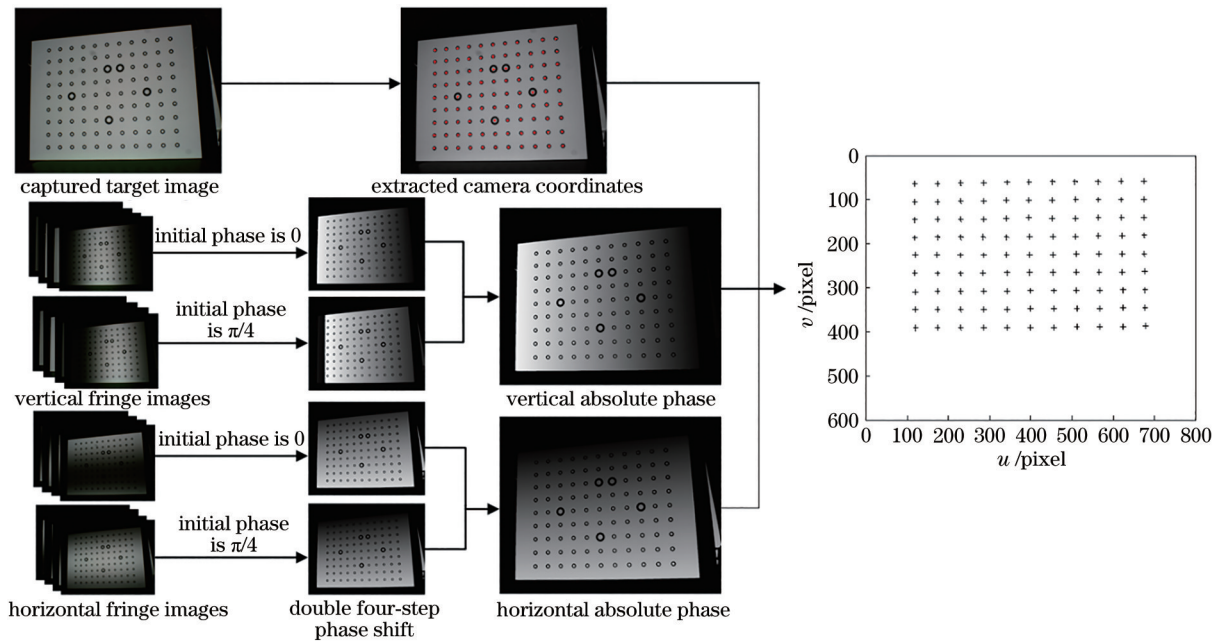 captured target image
extracted camera coordinates
initial phase is 0
initial phase
is π/4
vertical fringe images
vertical absolute phase
initial phase is 0
initial phase
is π/4
horizontal fringe images
double four-step
phase shift
horizontal absolute phase
0
100
200
300
400
500
600
v /pixel
0 100 200 300 400 500 600 700 800
u /pixel